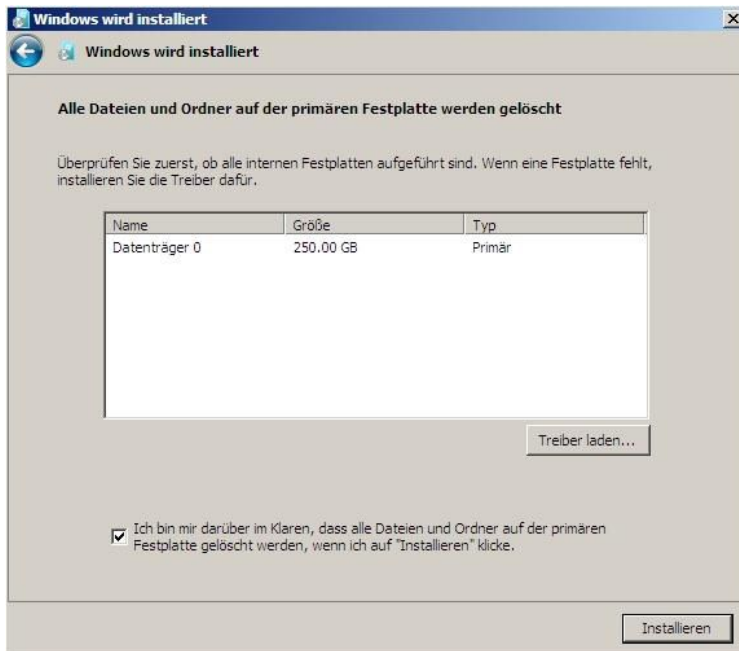 Windows wird installiert
Windows wird installiert
Alle Dateien und Ordner auf der primären Festplatte werden gelöscht
Überprüfen Sie zuerst, ob alle internen Festplatten aufgeführt sind. Wenn eine Festplatte fehlt,
installieren Sie die Treiber dafür.
Name Größe Typ
Datenträger 0 250.00 GB Primär
Treiber laden...
Ich bin mir darüber im Klaren, dass alle Dateien und Ordner auf der primären
Festplatte gelöscht werden, wenn ich auf "Installieren" klicke.
Installieren